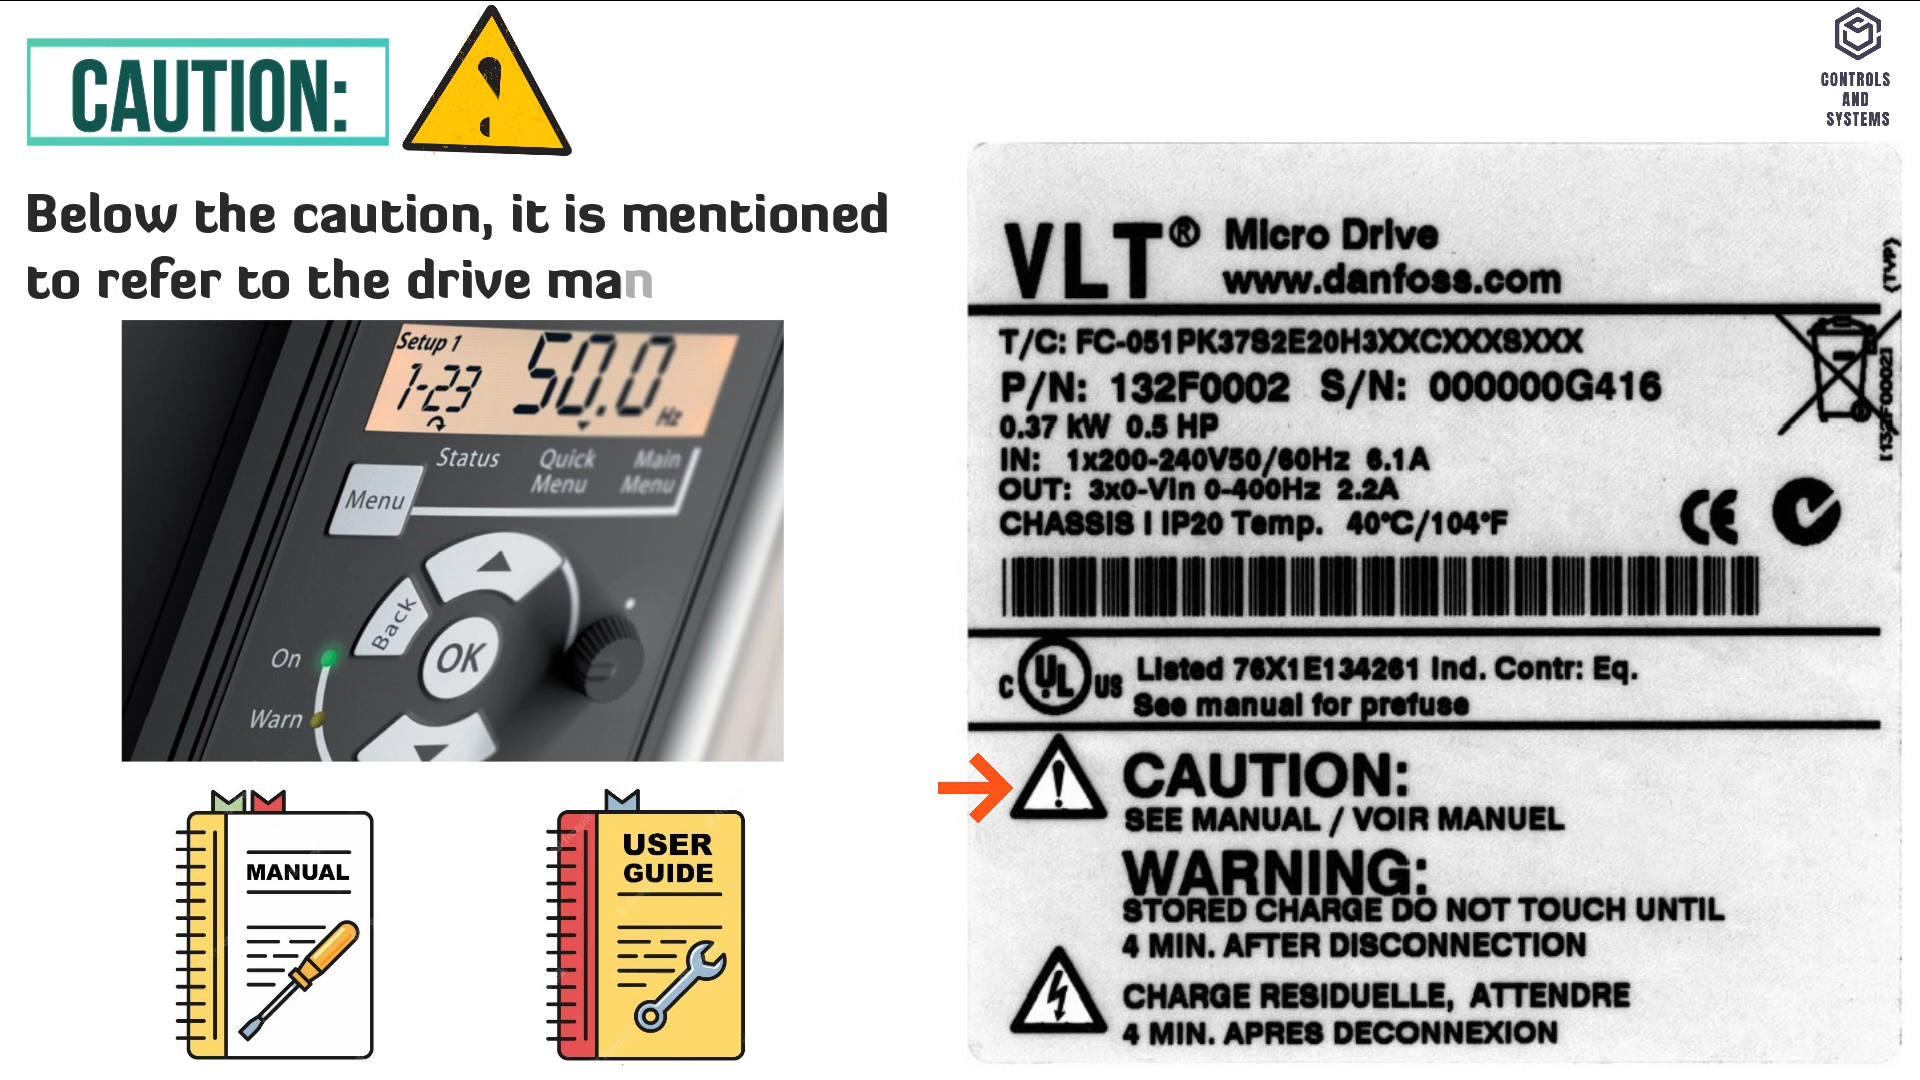 CAUTION:
CONTROLS
AND
SYSTEMS
Below the caution, it is mentioned
to refer to the drive man
Setup 1
1-23
50.0
Hz
Status
Quick
Menu
Main
Menu
Menu
Back
OK
On
Warn
MANUAL
USER
GUIDE
VLT® Micro Drive
www.danfoss.com
(TYP)
T/C: FC-051PK37S2E20H3XXCXXXSXXX
P/N: 132F0002 S/N: 000000G416
[132F0002]
0.37 kW 0.5 HP
IN: 1x200-240V50/60Hz 6.1A
OUT: 3x0-Vin 0-400Hz 2.2A
CHASSIS I IP20 Temp. 40°C/104°F
CE
C UL US Listed 76X1E134261 Ind. Contr: Eq.
See manual for prefuse
CAUTION:
SEE MANUAL / VOIR MANUEL
WARNING:
STORED CHARGE DO NOT TOUCH UNTIL
4 MIN. AFTER DISCONNECTION
CHARGE RESIDUELLE, ATTENDRE
4 MIN. APRES DECONNEXION